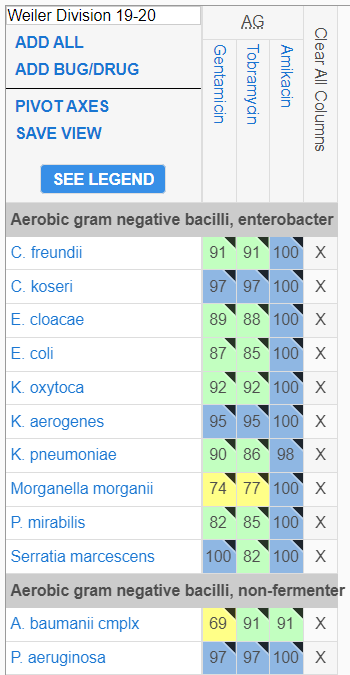 Weiler Division 19-20
AG
ADD ALL
ADD BUG/DRUG
PIVOT AXES
SAVE VIEW
SEE LEGEND
Gentamicin
Tobramycin
Amikacin
Clear All Columns
Aerobic gram negative bacilli, enterobacter
C. freundii 91 91 100 X
C. koseri 97 97 100 X
E. cloacae 89 88 100 X
E. coli 87 85 100 X
K. oxytoca 92 92 100 X
K. aerogenes 95 95 100 X
K. pneumoniae 90 86 98 X
Morganella morganii 74 77 100 X
P. mirabilis 82 85 100 X
Serratia marcescens 100 82 100 X
Aerobic gram negative bacilli, non-fermenter
A. baumanii cmplx 69 91 91 X
P. aeruginosa 97 97 100 X